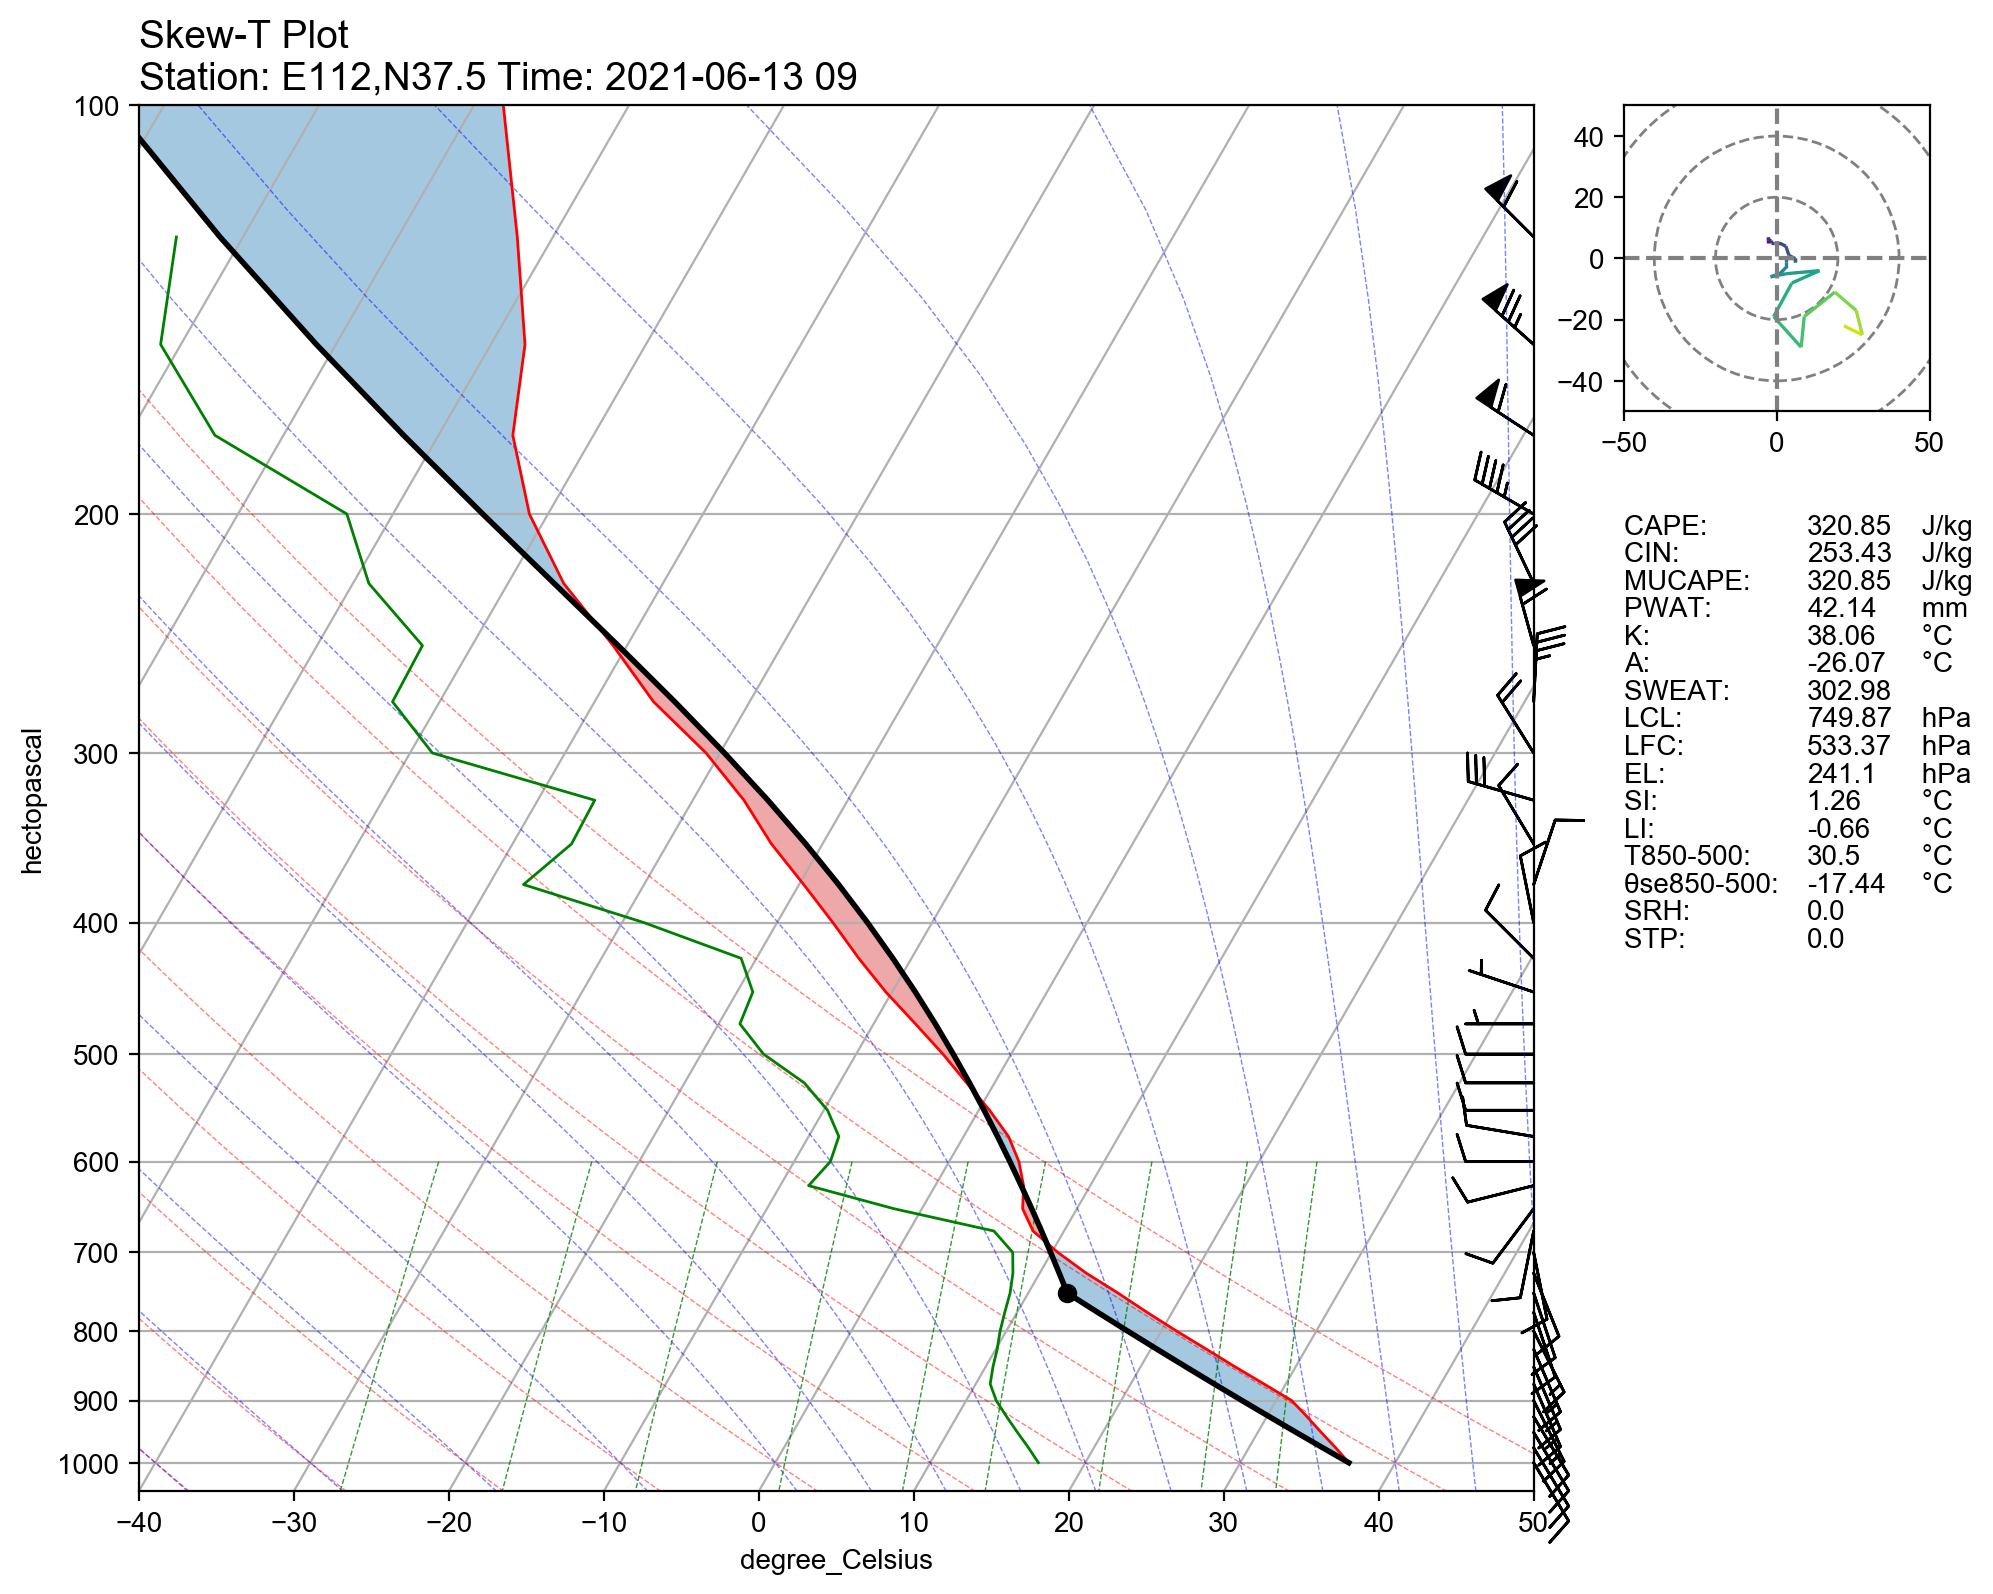 Skew-T Plot
Station: E112,N37.5 Time: 2021-06-13 09
100
200
300
400
500
600
700
800
900
1000
hectopascal
−40
−30
−20
−10
0
10
20
30
40
50
degree_Celsius
40
20
0
−20
−40
−50
0
50
CAPE: 320.85 J/kg
CIN: 253.43 J/kg
MUCAPE: 320.85 J/kg
PWAT: 42.14 mm
K: 38.06 °C
A: -26.07 °C
SWEAT: 302.98
LCL: 749.87 hPa
LFC: 533.37 hPa
EL: 241.1 hPa
SI: 1.26 °C
LI: -0.66 °C
T850-500: 30.5 °C
θse850-500: -17.44 °C
SRH: 0.0
STP: 0.0